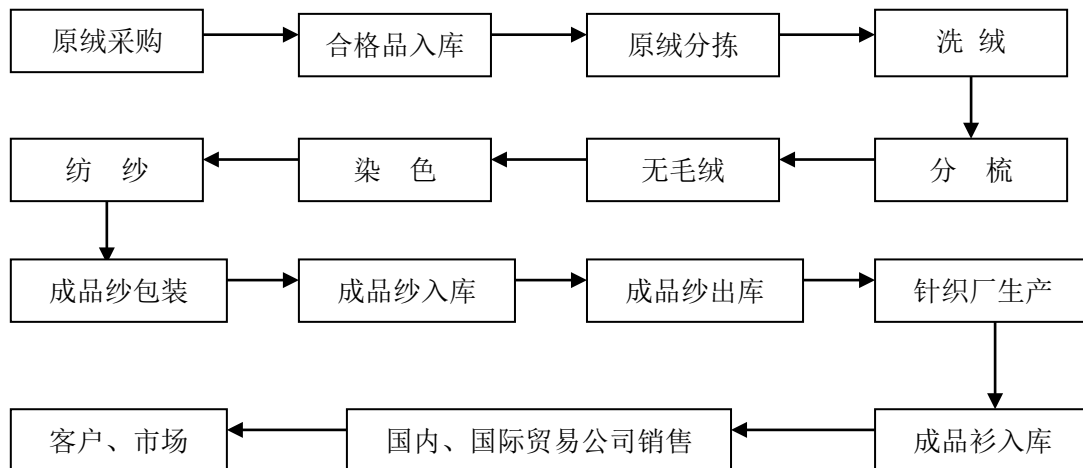 原绒采购
合格品入库
原绒分拣
洗 绒
分 梳
无毛绒
染 色
纺 纱
成品纱包装
成品纱入库
成品纱出库
针织厂生产
成品衫入库
国内、国际贸易公司销售
客户、市场